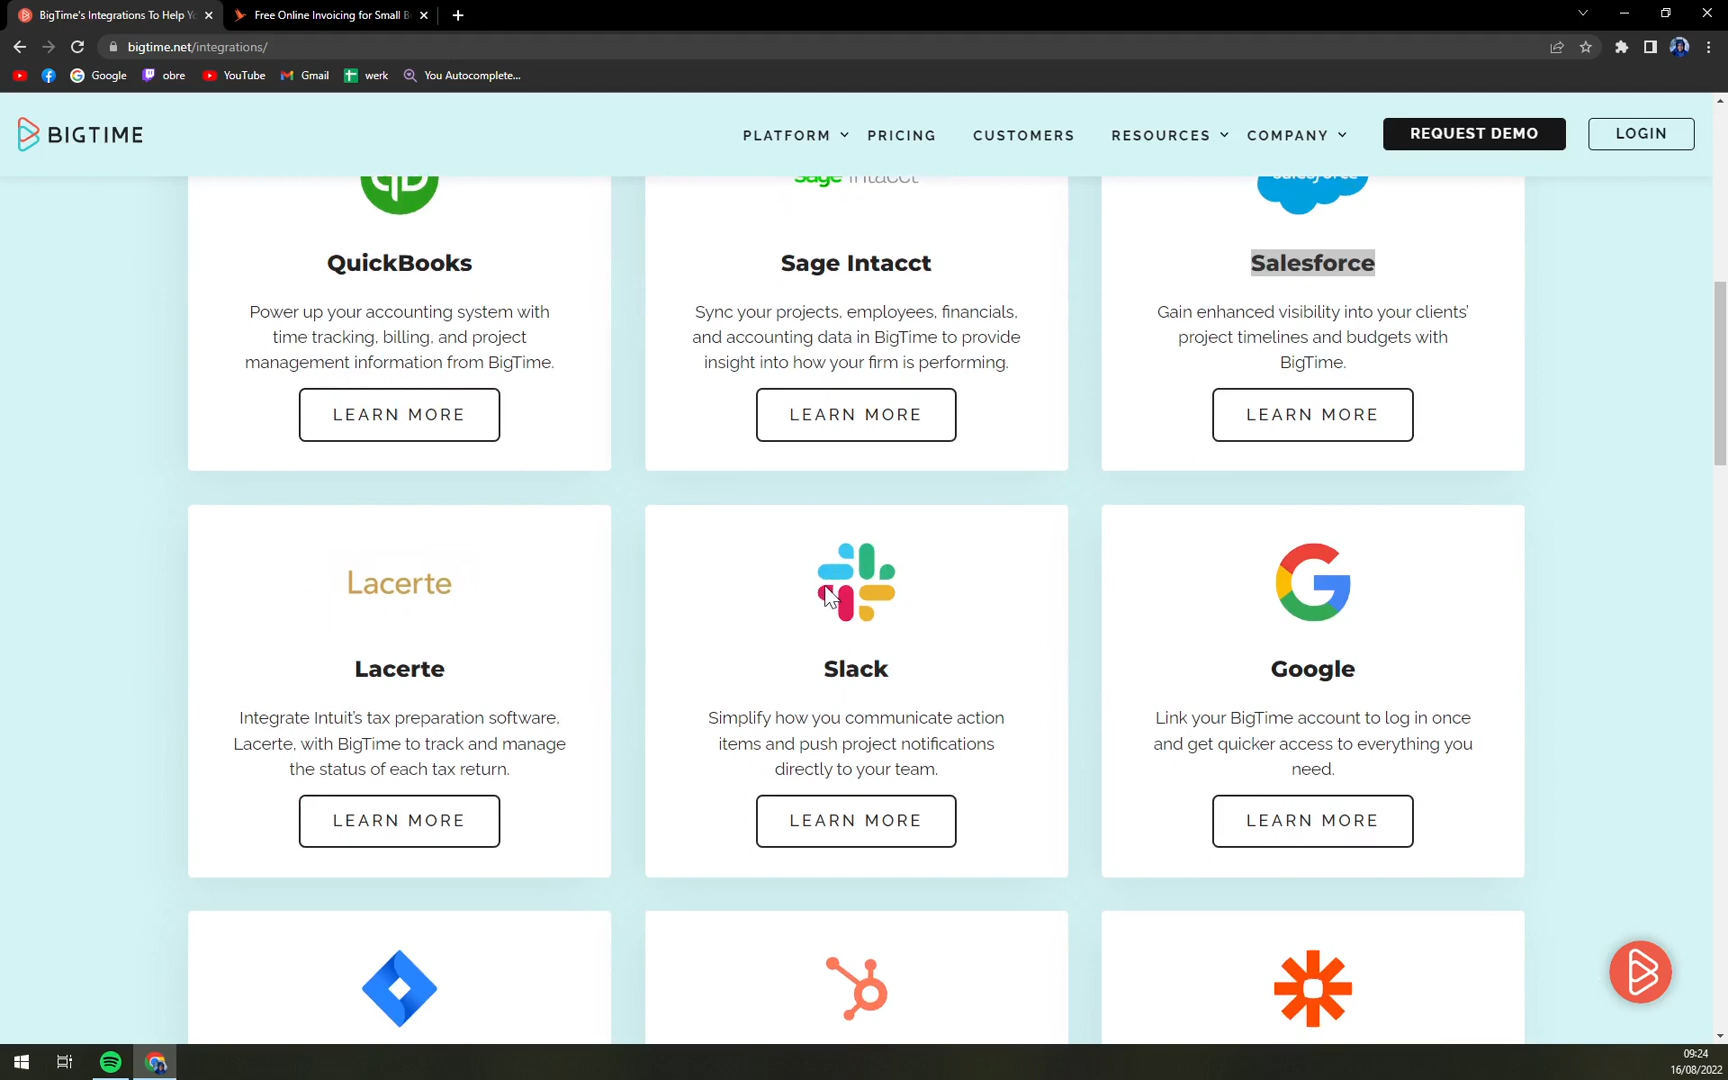 BigTime's Integrations To Help Y
Free Online Invoicing for Small B
bigtime.net/integrations/
Google
obre
YouTube
Gmail
werk
You Autocomplete...
BIGTIME
PLATFORM
PRICING
CUSTOMERS
RESOURCES
COMPANY
REQUEST DEMO
LOGIN
sage Intacct
salesforce
QuickBooks
Sage Intacct
Salesforce
Power up your accounting system with
time tracking, billing, and project
management information from BigTime.
Sync your projects, employees, financials,
and accounting data in BigTime to provide
insight into how your firm is performing.
Gain enhanced visibility into your clients'
project timelines and budgets with
BigTime.
LEARN MORE
LEARN MORE
LEARN MORE
Lacerte
Lacerte
Slack
Google
Integrate Intuit's tax preparation software,
Lacerte, with BigTime to track and manage
the status of each tax return.
Simplify how you communicate action
items and push project notifications
directly to your team.
Link your BigTime account to log in once
and get quicker access to everything you
need.
LEARN MORE
LEARN MORE
LEARN MORE
09:24
16/08/2022